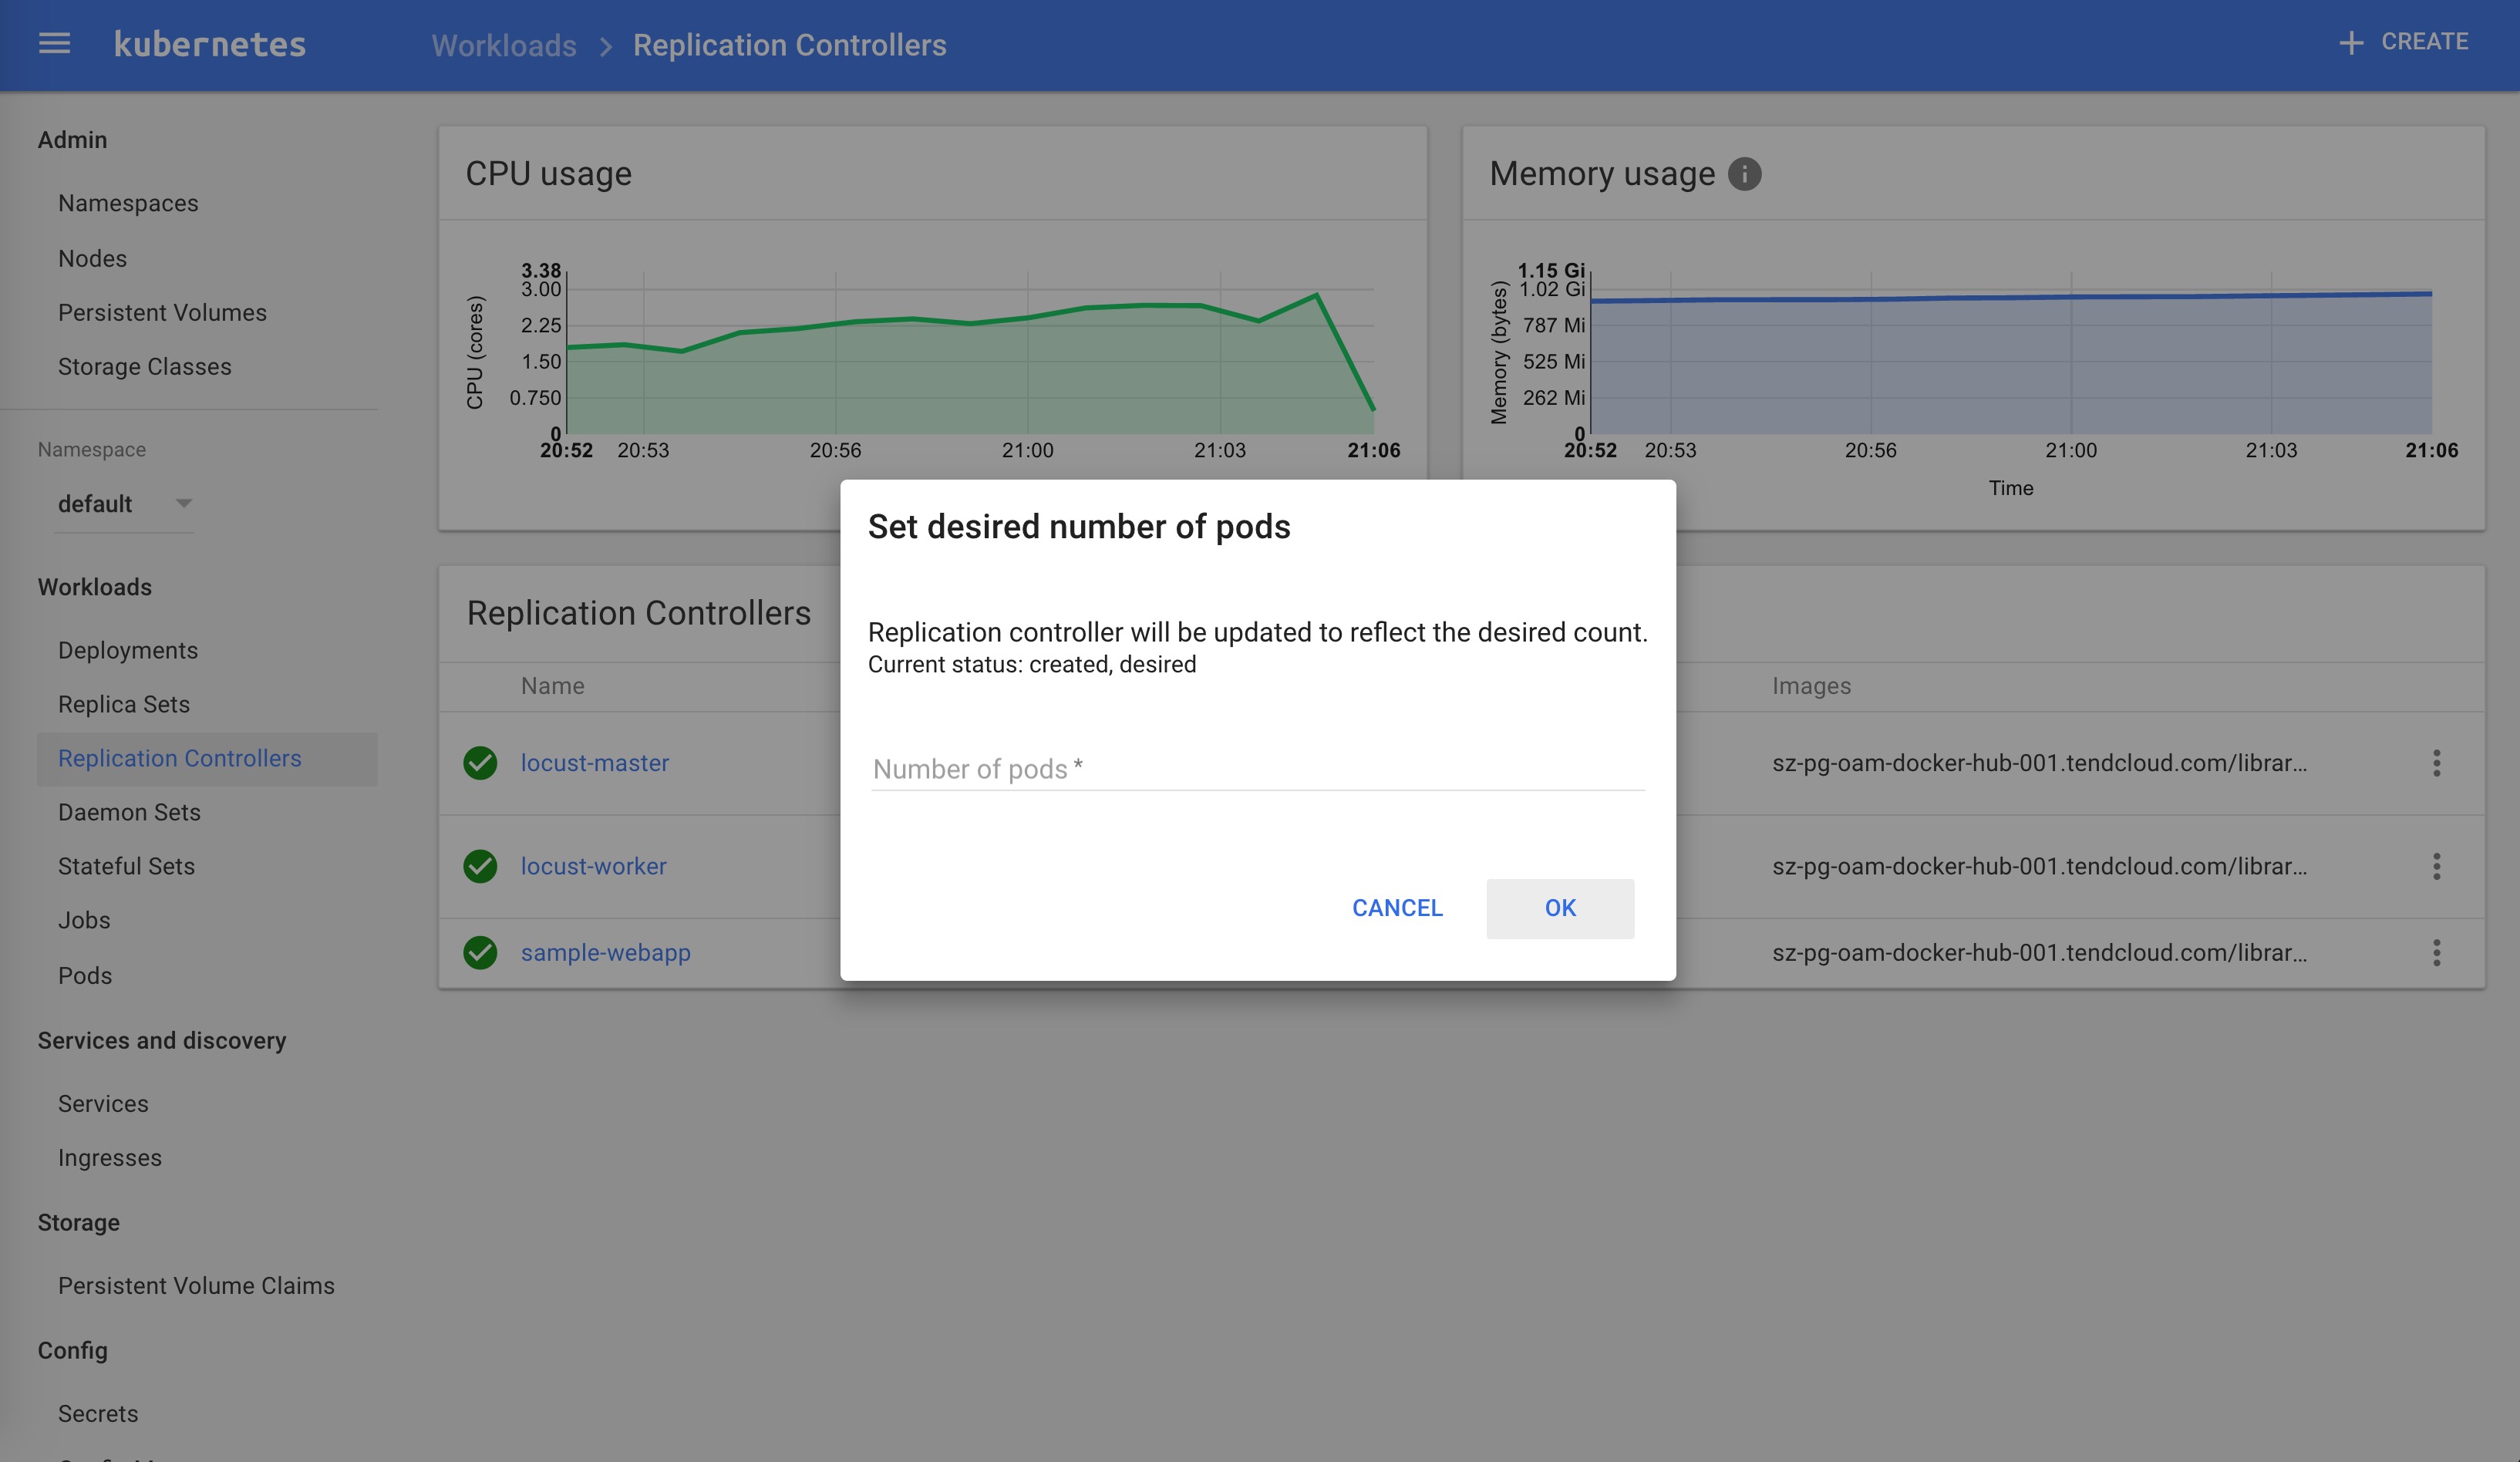 kubernetes
Workloads > Replication Controllers
+ CREATE
Admin
Namespaces
Nodes
Persistent Volumes
Storage Classes
Namespace
default
Workloads
Deployments
Replica Sets
Replication Controllers
Daemon Sets
Stateful Sets
Jobs
Pods
Services and discovery
Services
Ingresses
Storage
Persistent Volume Claims
Config
Secrets
CPU usage
CPU (cores)
3.38
3.00
2.25
1.50
0.750
0
20:52 20:53 20:56 21:00 21:03 21:06
Memory usage
Memory (bytes)
1.15 Gi
1.02 Gi
787 Mi
525 Mi
262 Mi
0
20:52 20:53 20:56 21:00 21:03 21:06
Time
Replication Controllers
Name Images
locust-master sz-pg-oam-docker-hub-001.tendcloud.com/librar...
locust-worker sz-pg-oam-docker-hub-001.tendcloud.com/librar...
sample-webapp sz-pg-oam-docker-hub-001.tendcloud.com/librar...
Set desired number of pods
Replication controller will be updated to reflect the desired count.
Current status: created, desired
Number of pods *
CANCEL OK